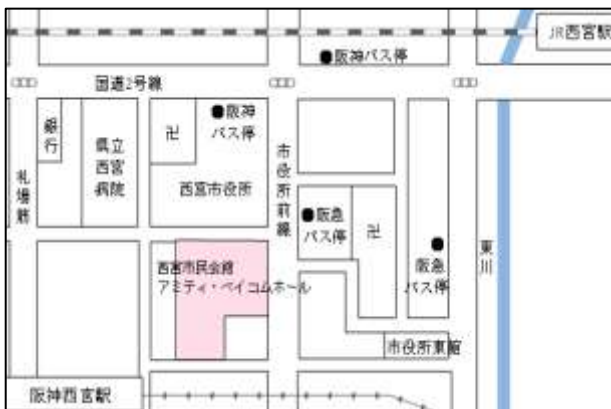 JR西宮駅
●阪神バス停
国道2号線
銀行
県立
西宮
病院
卍
●阪神
バス停
西宮市役所
札場筋
市役所前線
●阪急
バス停
卍
●
阪急
バス停
東川
西宮市民会館
アミティ・ベイコムホール
市役所東館
阪神西宮駅